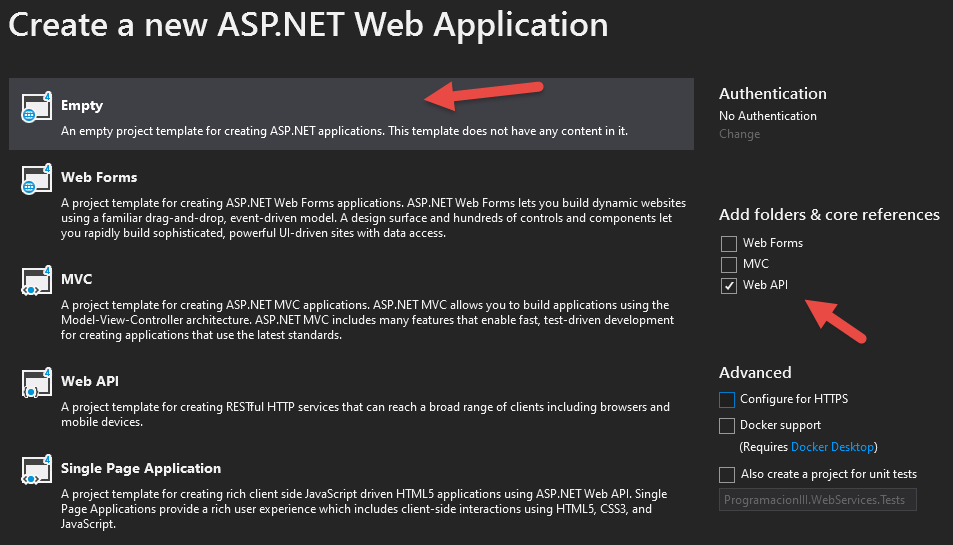 Create a new ASP.NET Web Application
Empty
An empty project template for creating ASP.NET applications. This template does not have any content in it.
Web Forms
A project template for creating ASP.NET Web Forms applications. ASP.NET Web Forms lets you build dynamic websites
using a familiar drag-and-drop, event-driven model. A design surface and hundreds of controls and components let
you rapidly build sophisticated, powerful UI-driven sites with data access.
MVC
A project template for creating ASP.NET MVC applications. ASP.NET MVC allows you to build applications using the
Model-View-Controller architecture. ASP.NET MVC includes many features that enable fast, test-driven development
for creating applications that use the latest standards.
Web API
A project template for creating RESTful HTTP services that can reach a broad range of clients including browsers and
mobile devices.
Single Page Application
A project template for creating rich client side JavaScript driven HTML5 applications using ASP.NET Web API. Single
Page Applications provide a rich user experience which includes client-side interactions using HTML5, CSS3, and
JavaScript.
Authentication
No Authentication
Change
Add folders & core references
Web Forms
MVC
Web API
Advanced
Configure for HTTPS
Docker support
(Requires Docker Desktop)
Also create a project for unit tests
ProgramacionIII.WebServices.Tests